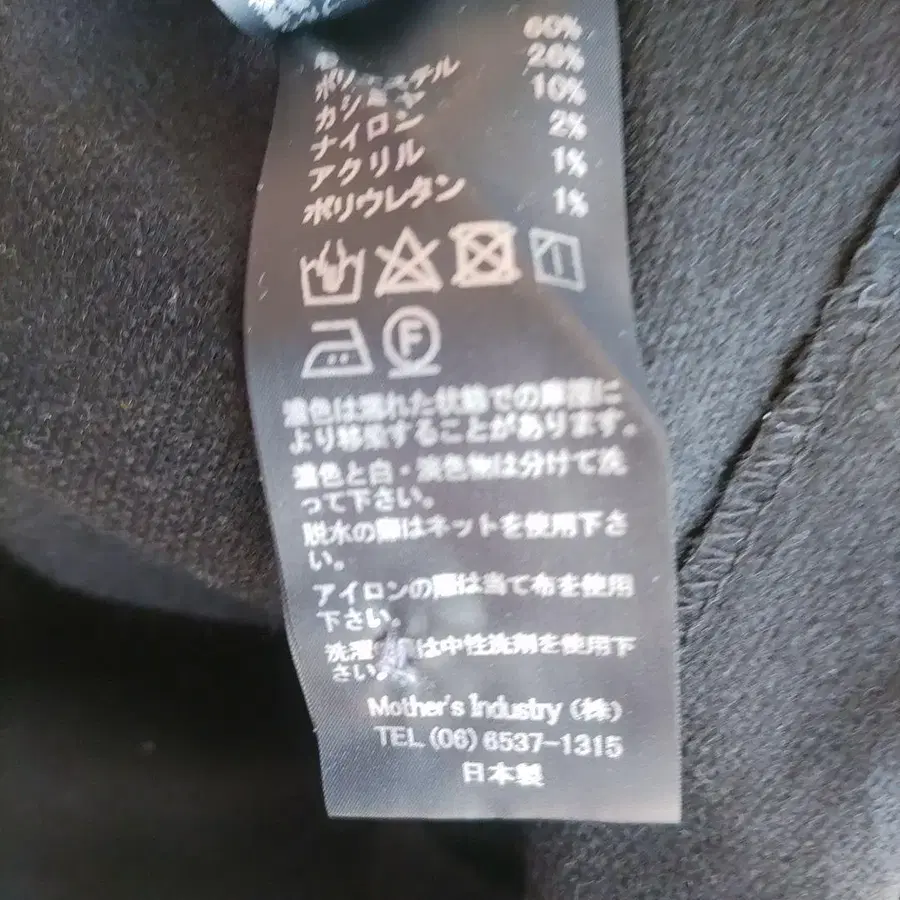 60%
ポリエステル 26%
カシミヤ 10%
ナイロン 2%
アクリル 1%
ポリウレタン 1%
F
濃色は濡れた状態での摩擦に
より移染することがあります。
濃色と白・淡色物は分けて洗
って下さい。
脱水の際はネットを使用下さ
い。
アイロンの際は当て布を使用
下さい。
洗濯の際は中性洗剤を使用下
さい。
Mother's Industry (株)
TEL (06) 6537-1315
日本製